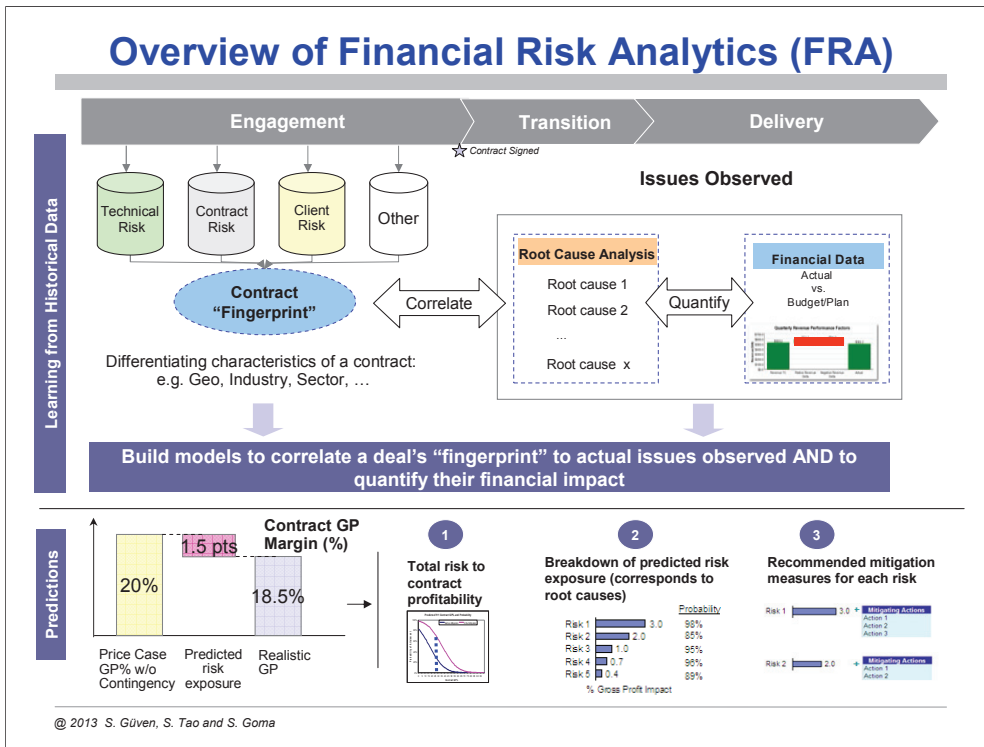 Overview of Financial Risk Analytics (FRA)
Engagement
Transition
Delivery
Contract Signed
Learning from Historical Data
Technical
Risk
Contract
Risk
Client
Risk
Other
Contract
“Fingerprint”
Differentiating characteristics of a contract:
e.g. Geo, Industry, Sector, …
Correlate
Issues Observed
Root Cause Analysis
Root cause 1
Root cause 2
...
Root cause x
Quantify
Financial Data
Actual
vs.
Budget/Plan
Quarterly Revenue Performance Factors
Build models to correlate a deal’s “fingerprint” to actual issues observed AND to
quantify their financial impact
Predictions
Contract GP
Margin (%)
20%
1.5 pts
18.5%
Price Case
GP% w/o
Contingency
Predicted
risk
exposure
Realistic
GP
1
Total risk to
contract
profitability
2
Breakdown of predicted risk
exposure (corresponds to
root causes)
Probability
Risk 1 3.0 98%
Risk 2 2.0 85%
Risk 3 1.0 95%
Risk 4 0.7 96%
Risk 5 0.4 89%
% Gross Profit Impact
3
Recommended mitigation
measures for each risk
Risk 1 3.0 + Mitigating Actions
Action 1
Action 2
Action 3
Risk 2 2.0 + Mitigating Actions
Action 1
Action 2
@ 2013 S. Güven, S. Tao and S. Goma